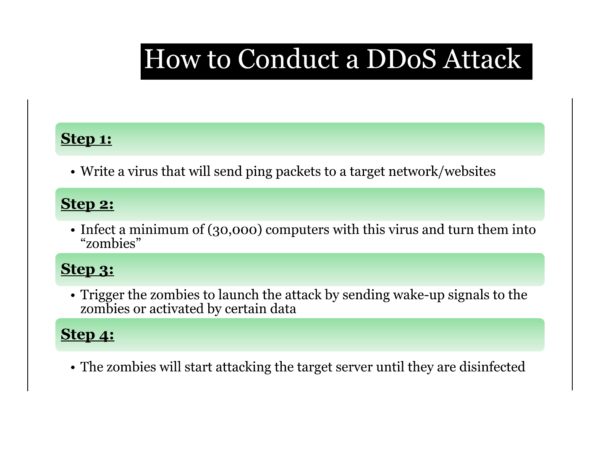 How to Conduct a DDoS Attack
Step 1:
• Write a virus that will send ping packets to a target network/websites
Step 2:
• Infect a minimum of (30,000) computers with this virus and turn them into
“zombies”
Step 3:
• Trigger the zombies to launch the attack by sending wake-up signals to the
zombies or activated by certain data
Step 4:
• The zombies will start attacking the target server until they are disinfected